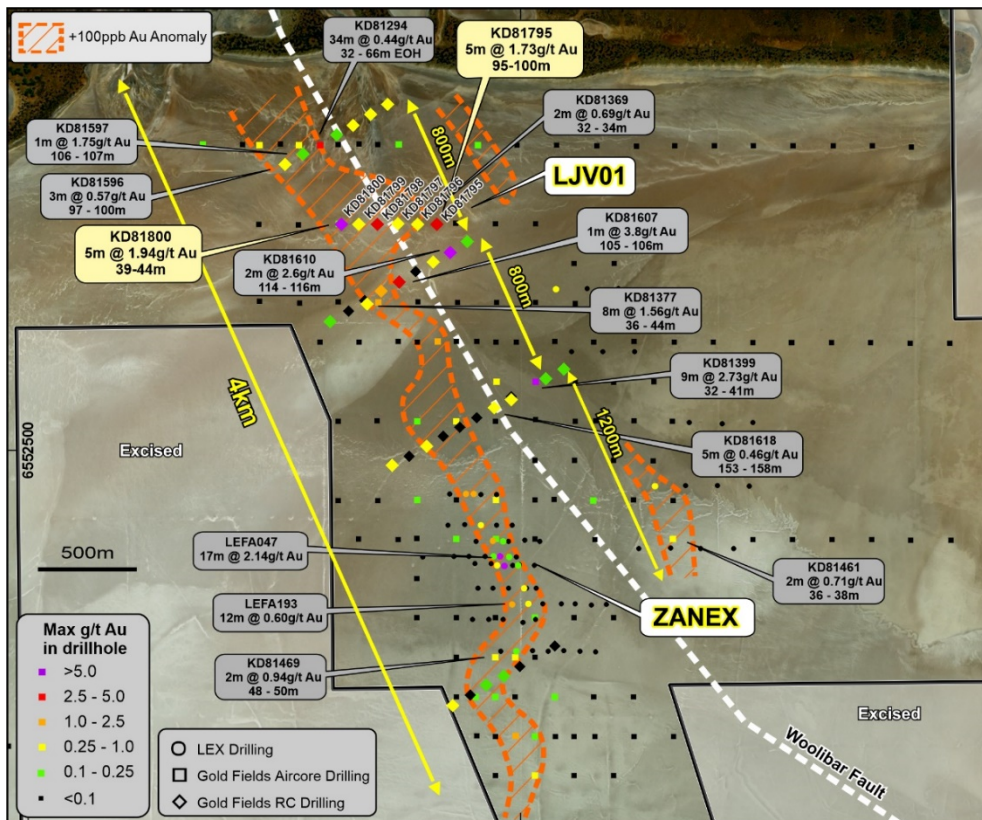 +100ppb Au Anomaly
KD81294
34m @ 0.44g/t Au
32 - 66m EOH
KD81795
5m @ 1.73g/t Au
95-100m
KD81369
2m @ 0.69g/t Au
32 - 34m
KD81597
1m @ 1.75g/t Au
106 - 107m
800m
LJV01
KD81596
3m @ 0.57g/t Au
97 - 100m
KD81800
KD81799
KD81798
KD81797
KD81796
KD81795
KD81607
1m @ 3.8g/t Au
105 - 106m
KD81800
5m @ 1.94g/t Au
39-44m
KD81610
2m @ 2.6g/t Au
114 - 116m
800m
KD81377
8m @ 1.56g/t Au
36 - 44m
KD81399
9m @ 2.73g/t Au
32 - 41m
4km
1200m
6552500
Excised
KD81618
5m @ 0.46g/t Au
153 - 158m
500m
LEFA047
17m @ 2.14g/t Au
KD81461
2m @ 0.71g/t Au
36 - 38m
LEFA193
12m @ 0.60g/t Au
ZANEX
KD81469
2m @ 0.94g/t Au
48 - 50m
Max g/t Au
in drillhole
>5.0
2.5 - 5.0
1.0 - 2.5
0.25 - 1.0
0.1 - 0.25
<0.1
LEX Drilling
Gold Fields Aircore Drilling
Gold Fields RC Drilling
Excised
Woolibar Fault